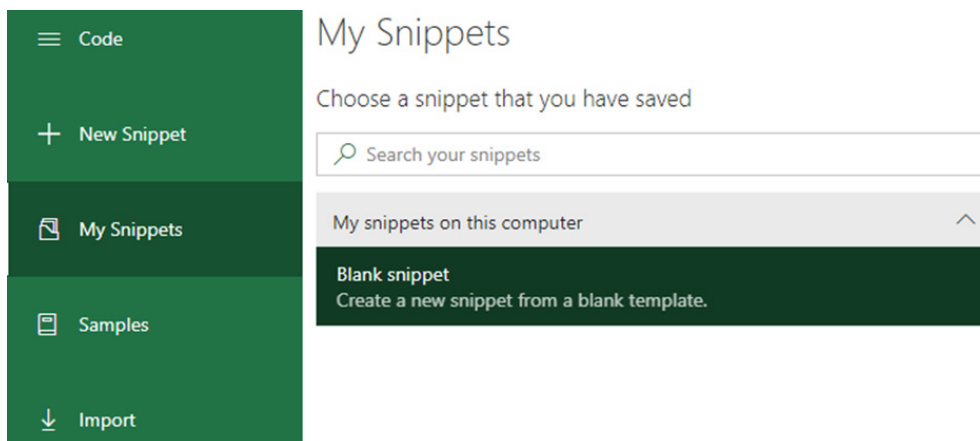 Code
New Snippet
My Snippets
Samples
Import
My Snippets
Choose a snippet that you have saved
Search your snippets
My snippets on this computer
Blank snippet
Create a new snippet from a blank template.